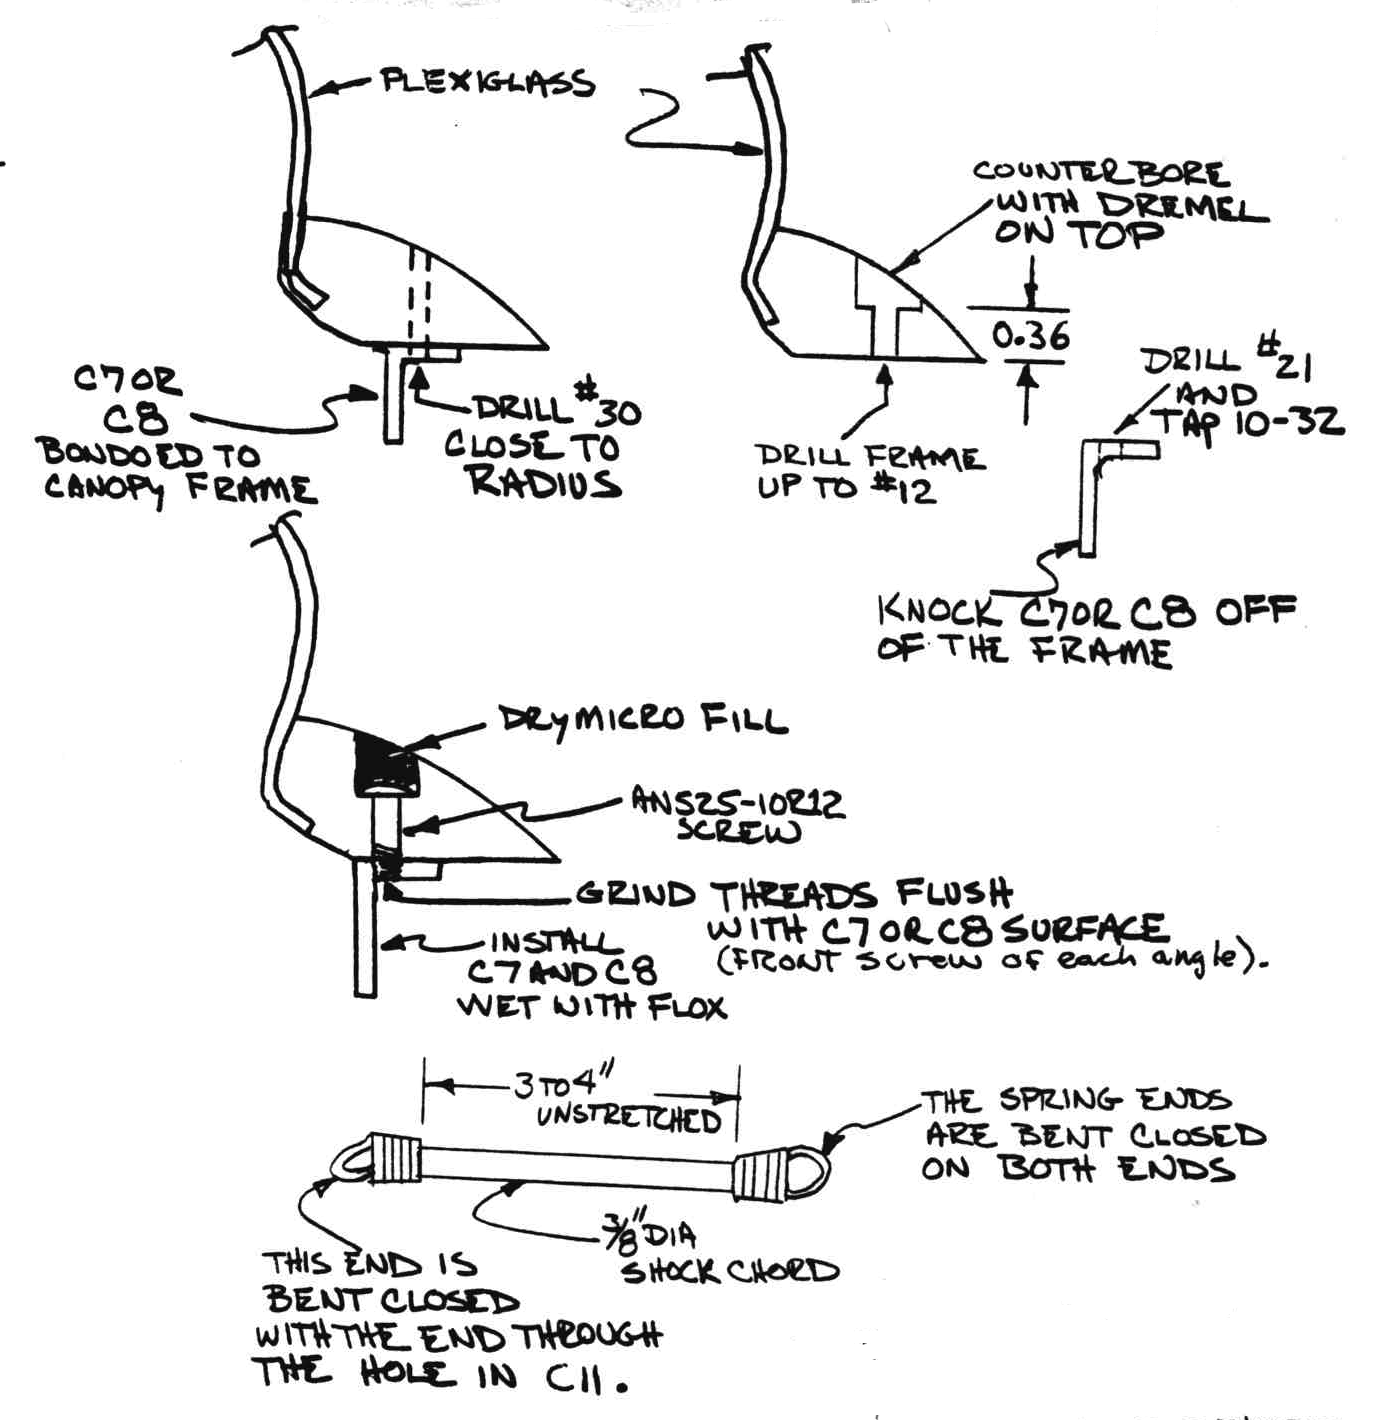 PLEXIGLASS
COUNTERBORE
WITH DREMEL
ON TOP
0.36
C7 OR
C8
BONDOED TO
CANOPY FRAME
DRILL #30
CLOSE TO
RADIUS
DRILL FRAME
UP TO #12
DRILL #21
AND
TAP 10-32
KNOCK C7 OR C8 OFF
OF THE FRAME
DRY MICRO FILL
AN525-10R12
SCREW
GRIND THREADS FLUSH
WITH C7 OR C8 SURFACE
(FRONT screw of each angle).
INSTALL
C7 AND C8
WET WITH FLOX
3 TO 4"
UNSTRETCHED
THE SPRING ENDS
ARE BENT CLOSED
ON BOTH ENDS
3/8" DIA
SHOCK CHORD
THIS END IS
BENT CLOSED
WITH THE END THROUGH
THE HOLE IN C11.